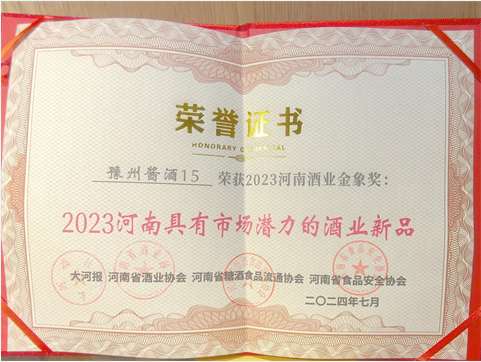 荣誉证书
HONORARY CREDENTIAL
豫州酱酒15 荣获2023河南酒业金象奖：
2023河南具有市场潜力的酒业新品
大河报 河南省酒业协会 河南省糖酒食品流通协会 河南省食品安全协会
二〇二四年七月